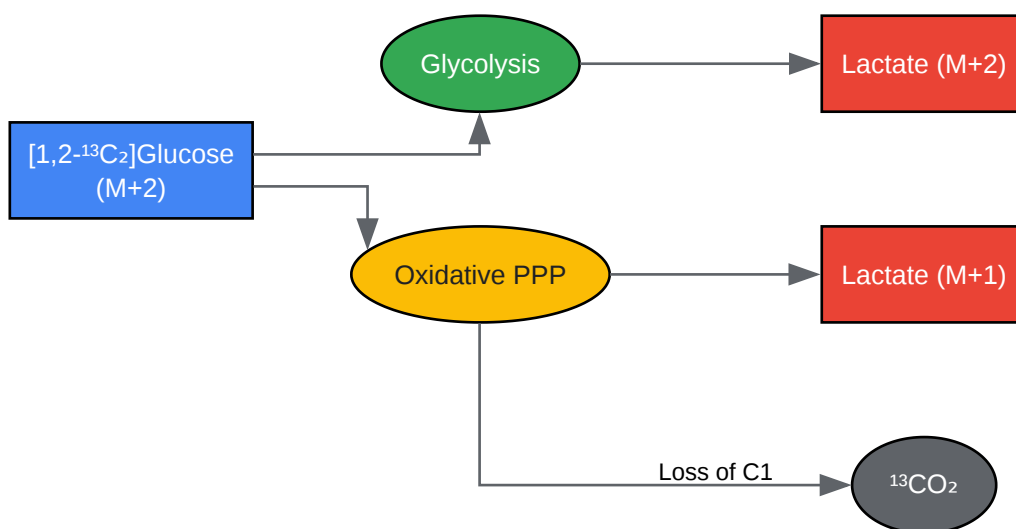 Glycolysis
Lactate (M+2)
[1,2-¹³C₂]Glucose
(M+2)
Oxidative PPP
Lactate (M+1)
Loss of C1
¹³CO₂